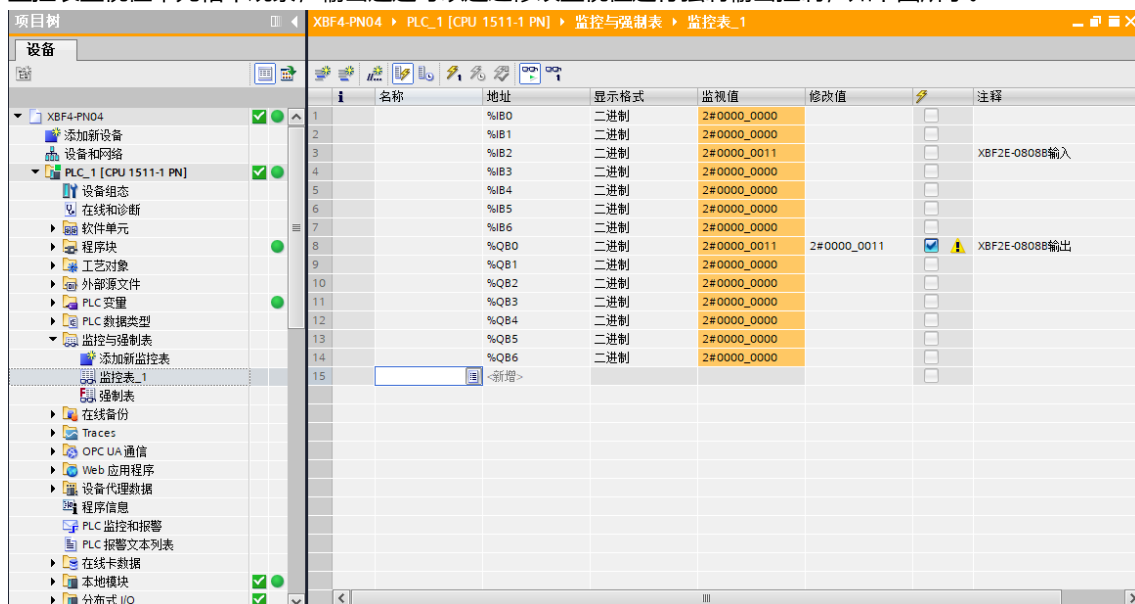 项目树
XBF4-PN04 ▸ PLC_1 [CPU 1511-1 PN] ▸ 监控与强制表 ▸ 监控表_1
设备
i 名称 地址 显示格式 监视值 修改值 注释
XBF4-PN04
添加新设备
设备和网络
PLC_1 [CPU 1511-1 PN]
设备组态
在线和诊断
软件单元
程序块
工艺对象
外部源文件
PLC 变量
PLC 数据类型
监控与强制表
添加新监控表
监控表_1
强制表
在线备份
Traces
OPC UA 通信
Web 应用程序
设备代理数据
程序信息
PLC 监控和报警
PLC 报警文本列表
在线卡数据
本地模块
分布式 I/O
1 %IB0 二进制 2#0000_0000
2 %IB1 二进制 2#0000_0000
3 %IB2 二进制 2#0000_0011 XBF2E-0808B输入
4 %IB3 二进制 2#0000_0000
5 %IB4 二进制 2#0000_0000
6 %IB5 二进制 2#0000_0000
7 %IB6 二进制 2#0000_0000
8 %QB0 二进制 2#0000_0011 2#0000_0011 XBF2E-0808B输出
9 %QB1 二进制 2#0000_0000
10 %QB2 二进制 2#0000_0000
11 %QB3 二进制 2#0000_0000
12 %QB4 二进制 2#0000_0000
13 %QB5 二进制 2#0000_0000
14 %QB6 二进制 2#0000_0000
15 <新增>